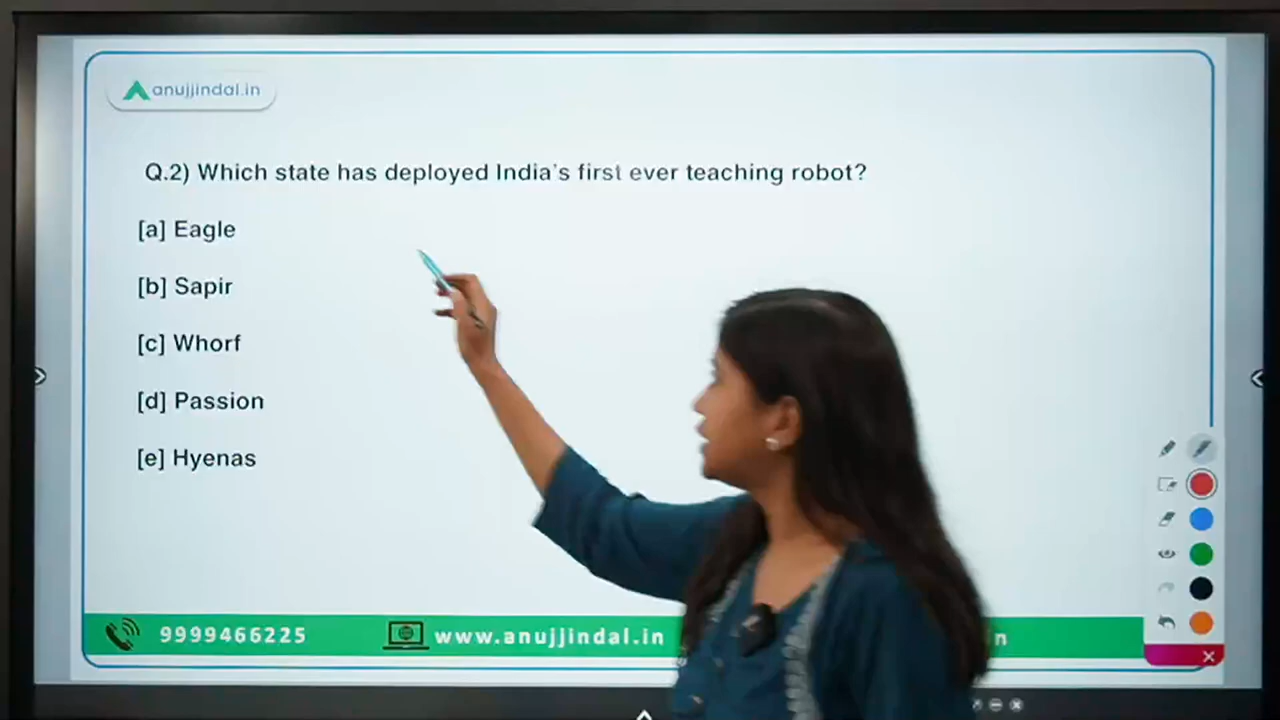 anujjindal.in
Q.2) Which state has deployed India's first ever teaching robot?
[a] Eagle
[b] Sapir
[c] Whorf
[d] Passion
[e] Hyenas
9999466225
www.anujjindal.in
n